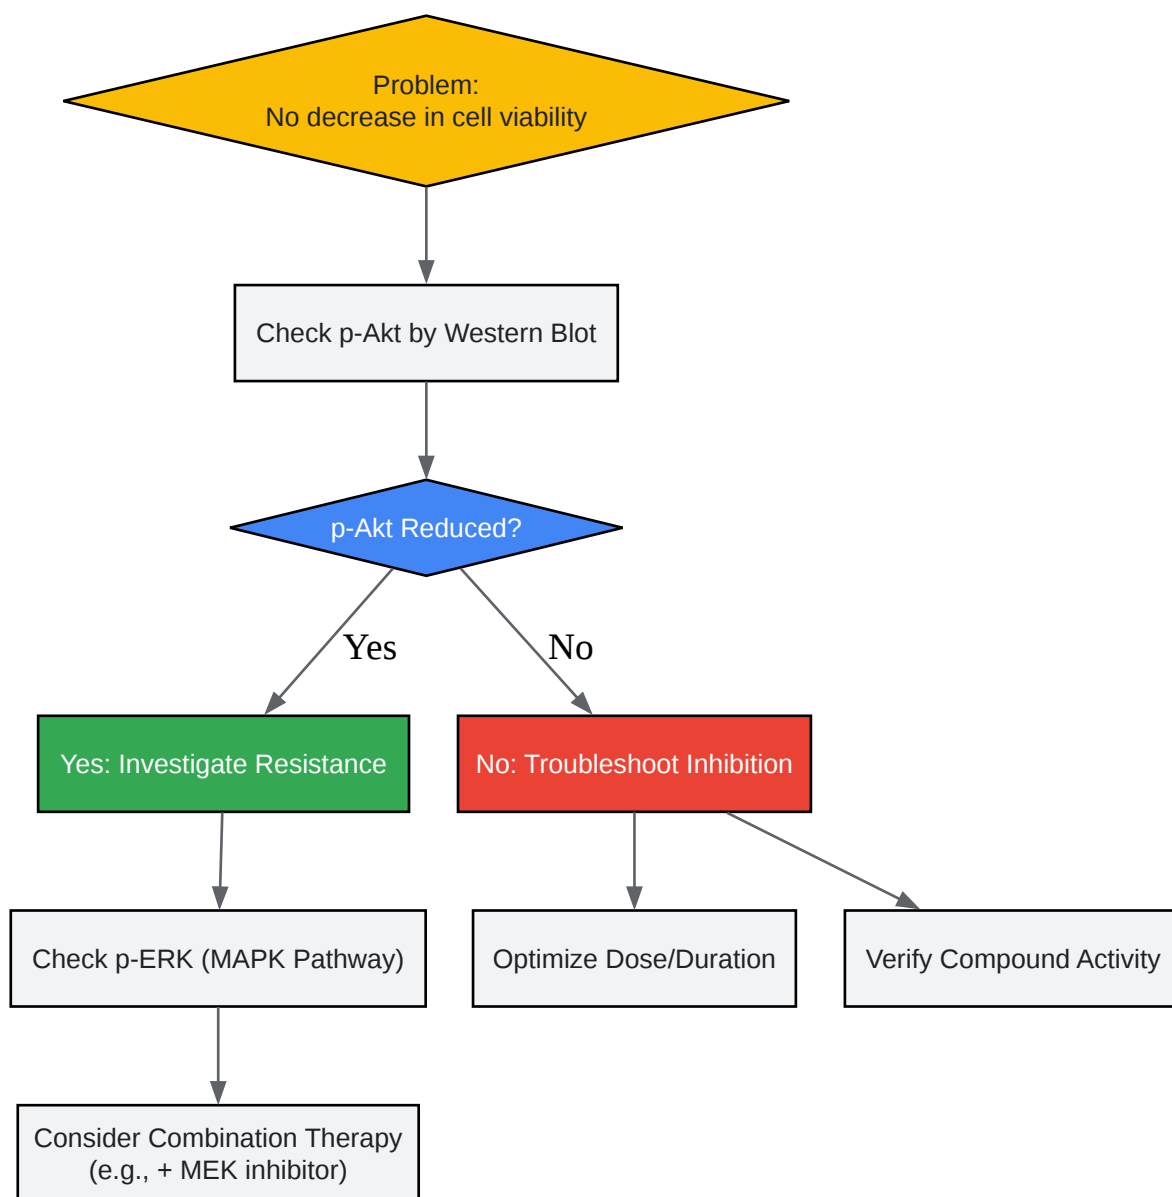 Problem:
No decrease in cell viability
Check p-Akt by Western Blot
p-Akt Reduced?
Yes
No
Yes: Investigate Resistance
No: Troubleshoot Inhibition
Check p-ERK (MAPK Pathway)
Optimize Dose/Duration
Verify Compound Activity
Consider Combination Therapy
(e.g., + MEK inhibitor)